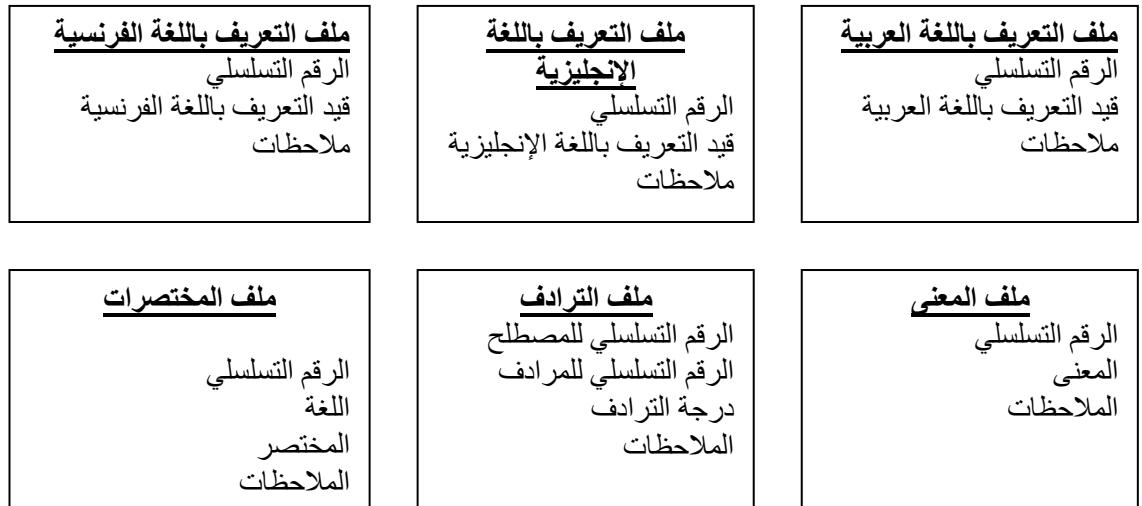 ملف التعريف باللغة العربية
الرقم التسلسلي
قيد التعريف باللغة العربية
ملاحظات
ملف التعريف باللغة
الإنجليزية
الرقم التسلسلي
قيد التعريف باللغة الإنجليزية
ملاحظات
ملف التعريف باللغة الفرنسية
الرقم التسلسلي
قيد التعريف باللغة الفرنسية
ملاحظات
ملف المعنى
الرقم التسلسلي
المعنى
الملاحظات
ملف الترادف
الرقم التسلسلي للمصطلح
الرقم التسلسلي للمرادف
درجة الترادف
الملاحظات
ملف المختصرات
الرقم التسلسلي
اللغة
المختصر
الملاحظات